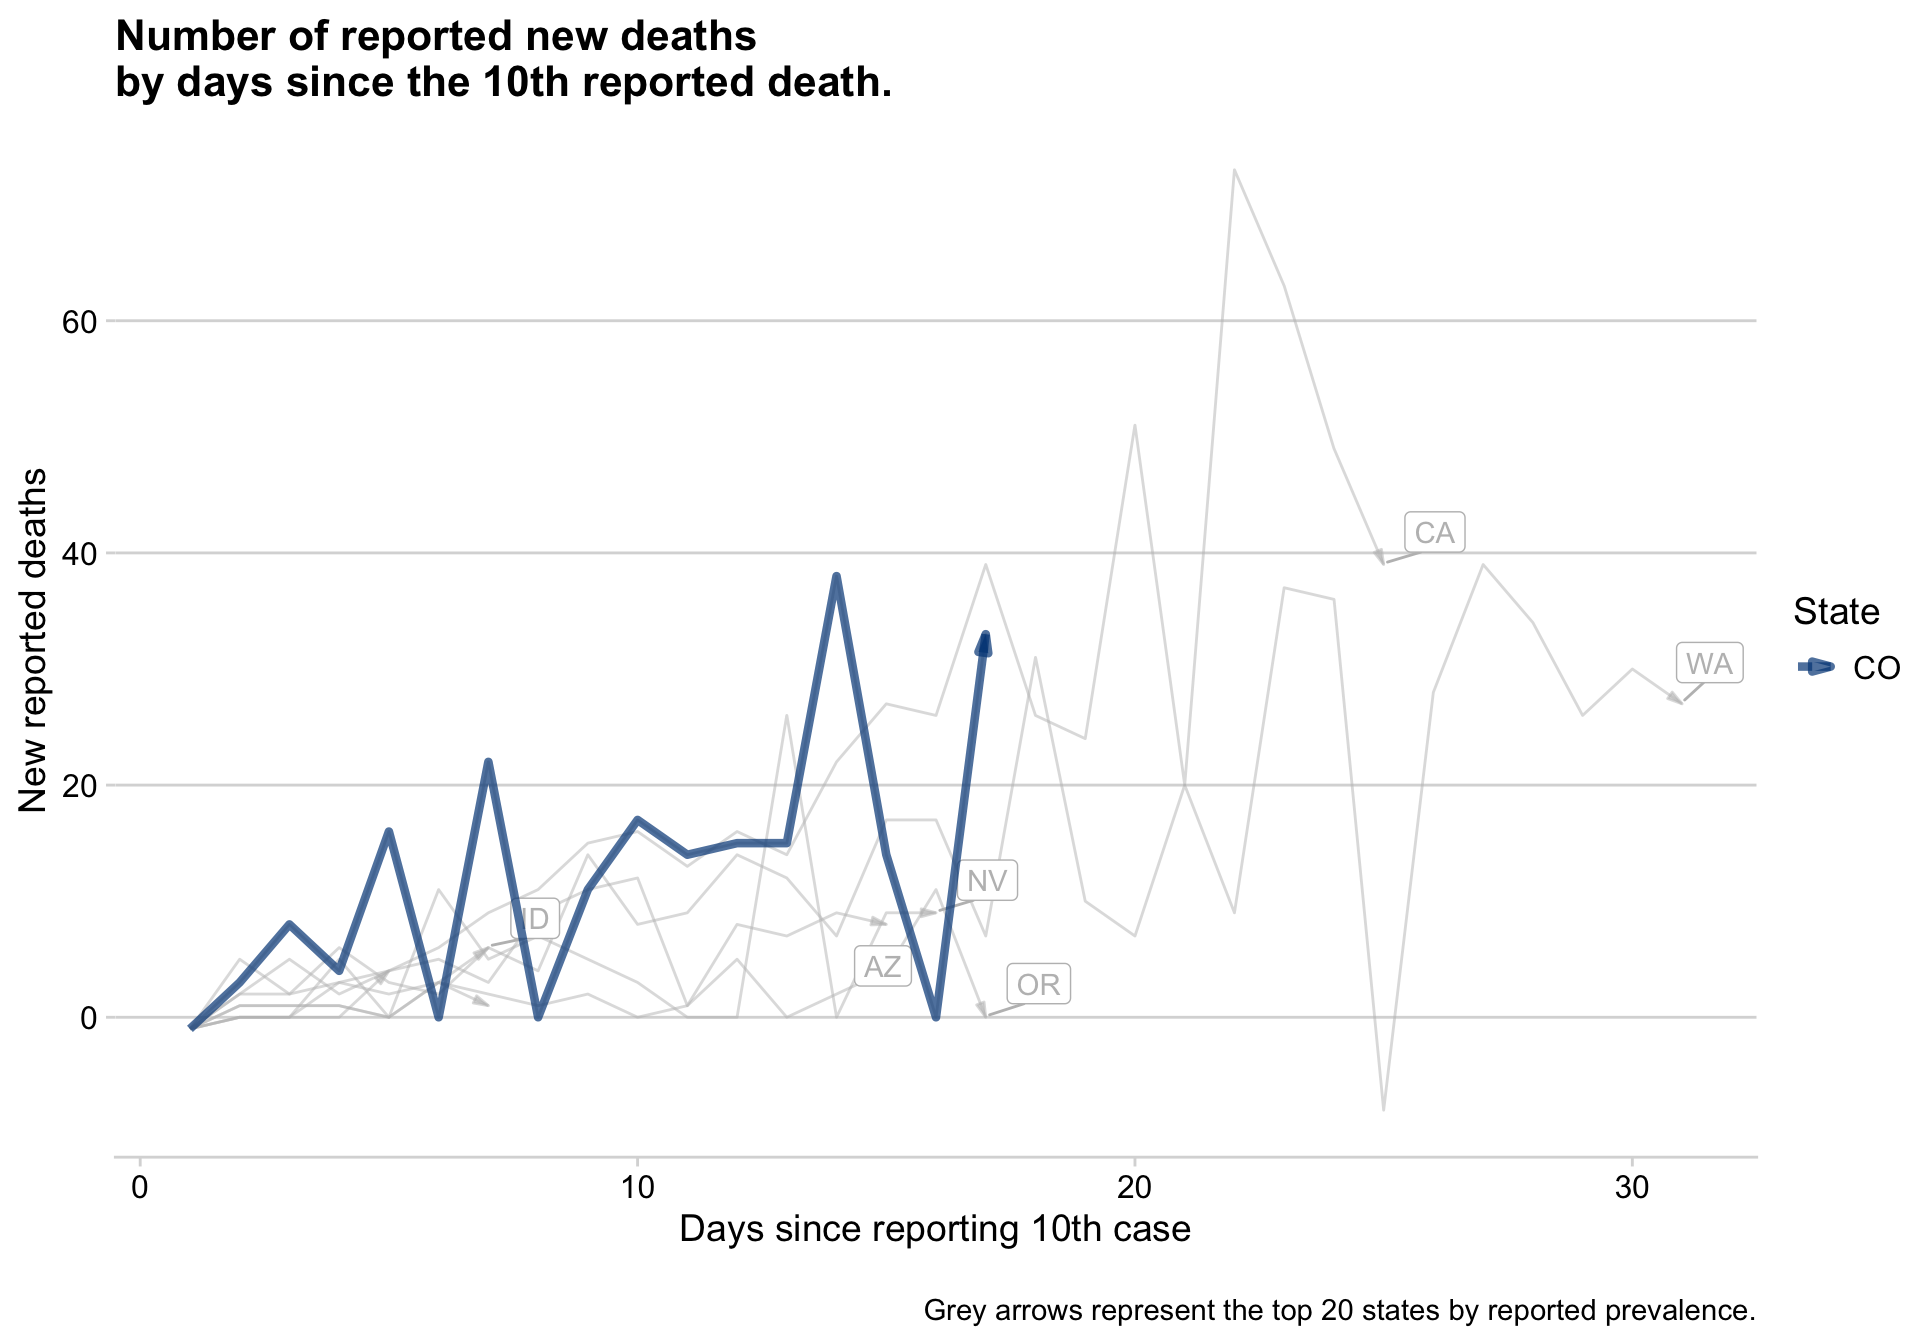 Number of reported new deaths
by days since the 10th reported death.
New reported deaths
60
40
20
0
CA
WA
NV
ID
AZ
OR
State
CO
0 10 20 30
Days since reporting 10th case
Grey arrows represent the top 20 states by reported prevalence.